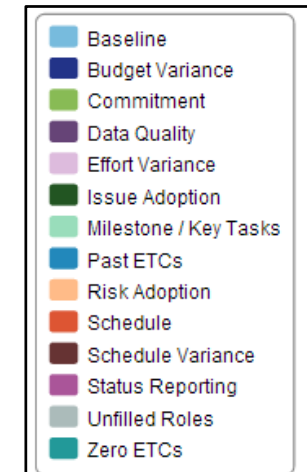 Baseline
Budget Variance
Commitment
Data Quality
Effort Variance
Issue Adoption
Milestone / Key Tasks
Past ETCs
Risk Adoption
Schedule
Schedule Variance
Status Reporting
Unfilled Roles
Zero ETCs